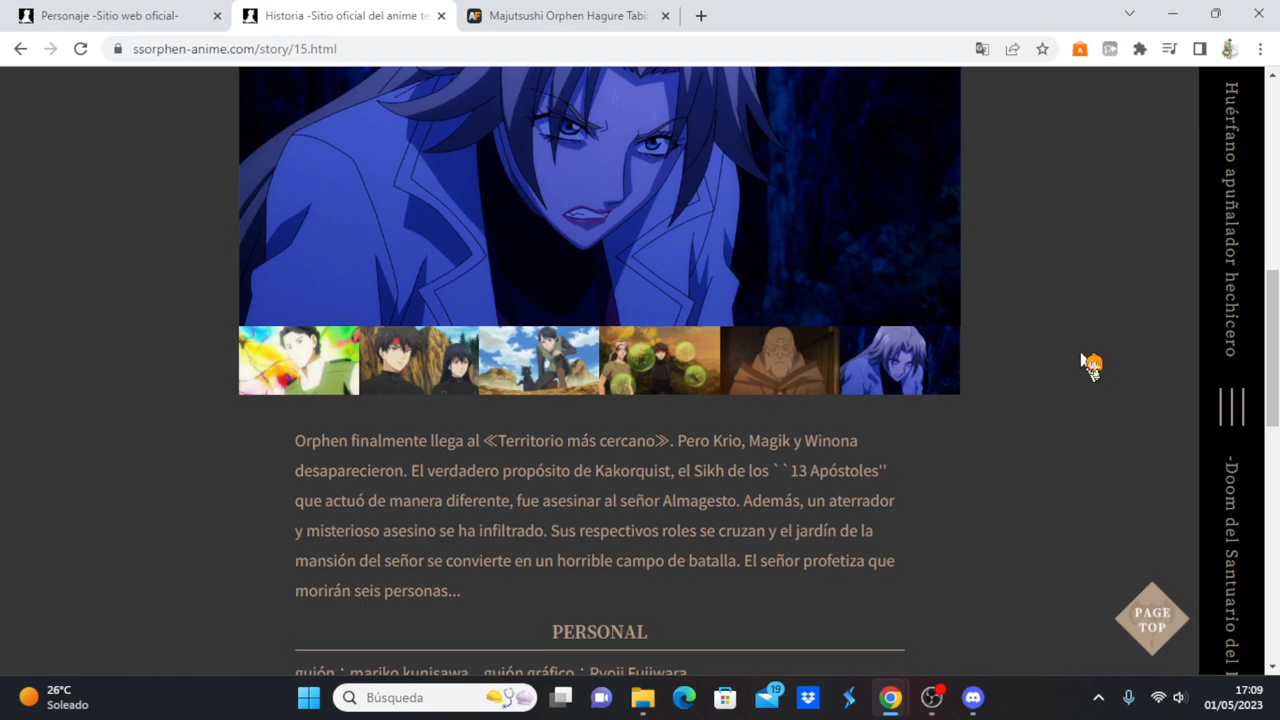 Personaje -Sitio web oficial-
Historia -Sitio oficial del anime te
Majutsushi Orphen Hagure Tabi:
ssorphen-anime.com/story/15.html
Huérfano apuñalador hechicero
-Doom del Santuario del
Orphen finalmente llega al ≪Territorio más cercano≫. Pero Krio, Magik y Winona
desaparecieron. El verdadero propósito de Kakorquist, el Sikh de los ``13 Apóstoles''
que actuó de manera diferente, fue asesinar al señor Almagesto. Además, un aterrador
y misterioso asesino se ha infiltrado. Sus respectivos roles se cruzan y el jardín de la
mansión del señor se convierte en un horrible campo de batalla. El señor profetiza que
morirán seis personas...
PAGE
TOP
PERSONAL
guión：mariko kunisawa guión gráfico：Ryoji Fujiwara
26°C
Soleado
Búsqueda
19
17:09
01/05/2023